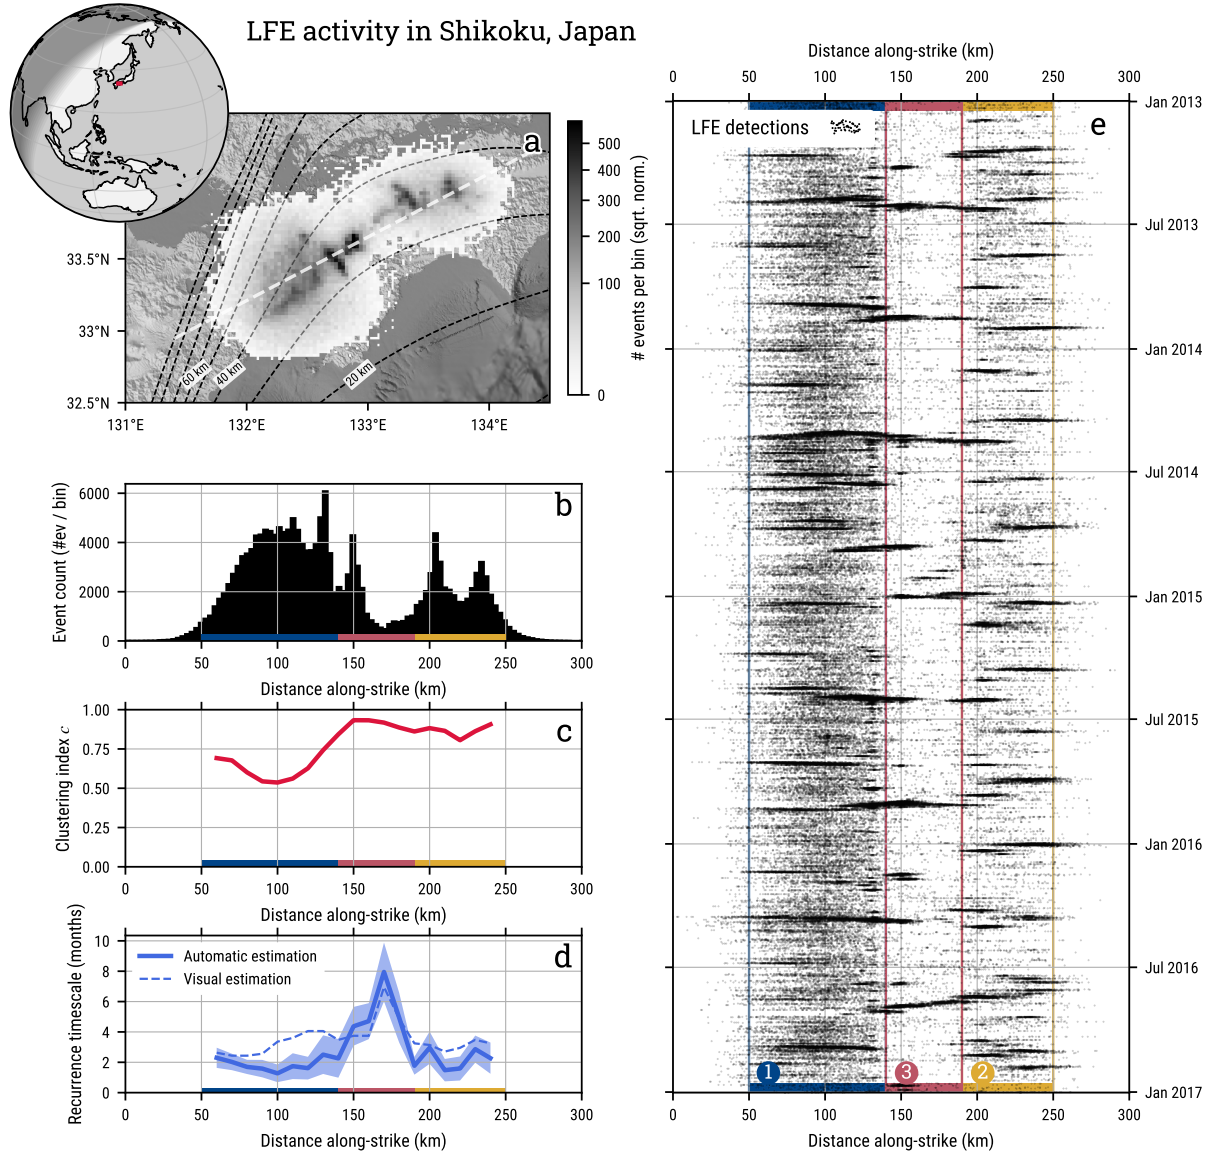 LFE activity in Shikoku, Japan
a
33.5°N
33°N
32.5°N
131°E 132°E 133°E 134°E
60 km 40 km 20 km
500
400
300
200
100
0
# events per bin (sqrt. norm.)
b
Event count (#ev / bin)
6000
4000
2000
0
0 50 100 150 200 250 300
Distance along-strike (km)
c
Clustering index c
1.00
0.75
0.50
0.25
0.00
0 50 100 150 200 250 300
Distance along-strike (km)
d
Recurrence timescale (months)
Automatic estimation
Visual estimation
10
8
6
4
2
0
0 50 100 150 200 250 300
Distance along-strike (km)
Distance along-strike (km)
0 50 100 150 200 250 300
LFE detections
e
Jan 2013
Jul 2013
Jan 2014
Jul 2014
Jan 2015
Jul 2015
Jan 2016
Jul 2016
Jan 2017
1 3 2
0 50 100 150 200 250 300
Distance along-strike (km)